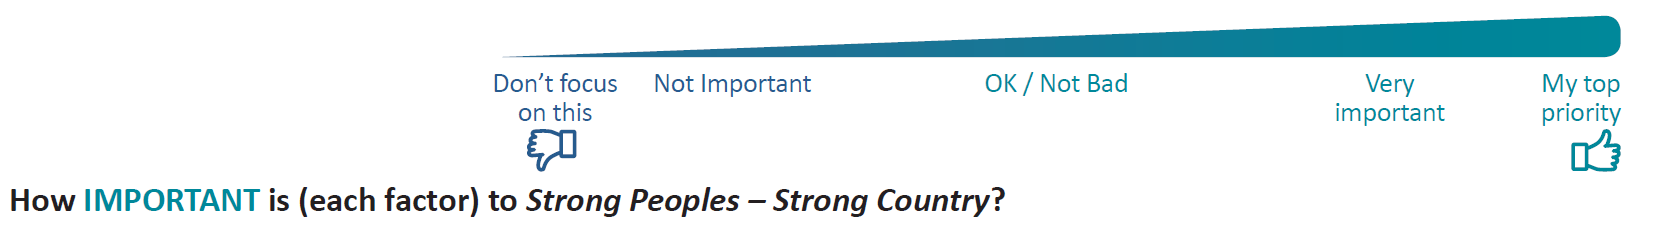 Don’t focus on this
Not Important
OK / Not Bad
Very important
My top priority
How IMPORTANT is (each factor) to Strong Peoples – Strong Country?